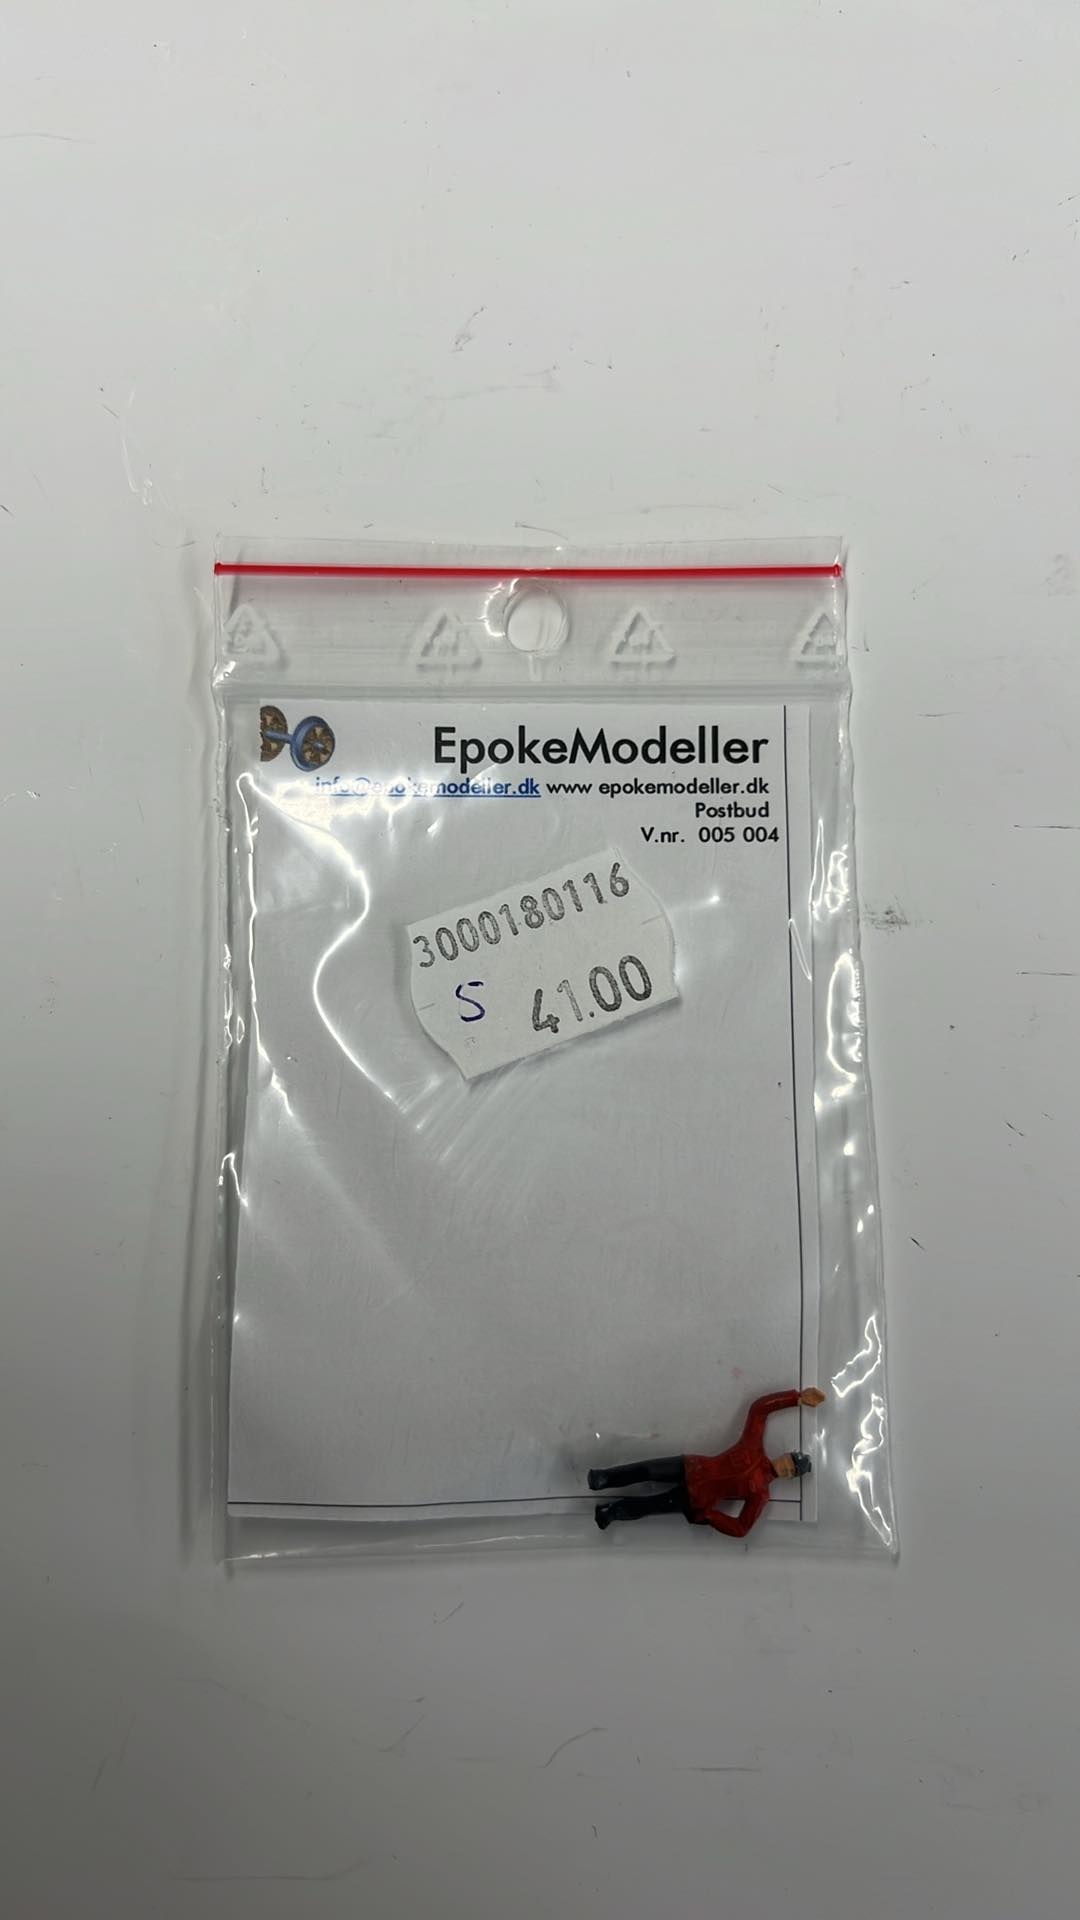 EpokeModeller
info@epokemodeller.dk www epokemodeller.dk
Postbud
V.nr. 005 004
3000180116
S 41.00